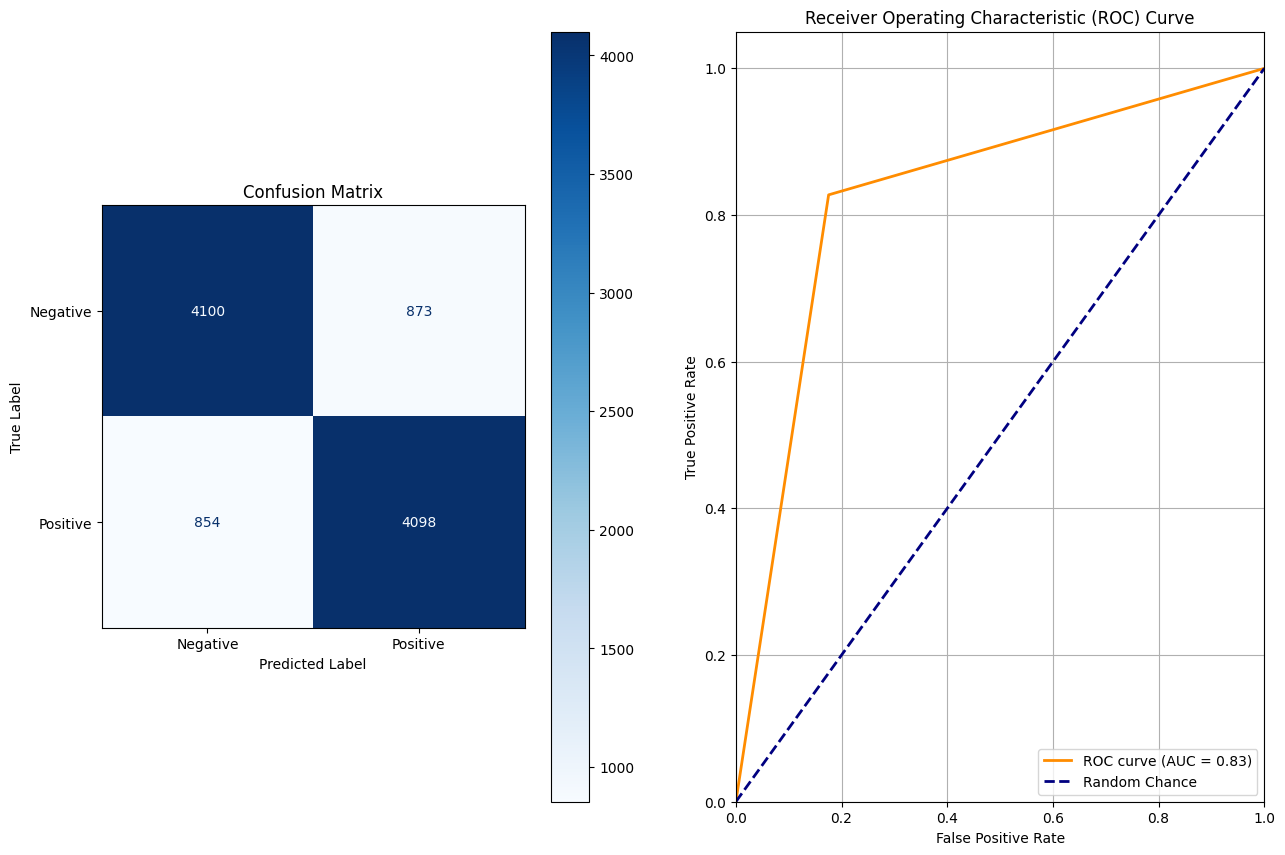 Confusion Matrix
Negative
4100
873
Positive
854
4098
Negative
Positive
Predicted Label
True Label
4000
3500
3000
2500
2000
1500
1000
Receiver Operating Characteristic (ROC) Curve
1.0
0.8
0.6
0.4
0.2
0.0
True Positive Rate
0.0
0.2
0.4
0.6
0.8
1.0
False Positive Rate
ROC curve (AUC = 0.83)
Random Chance